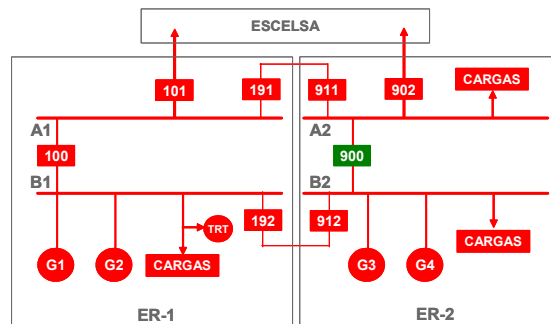 ESCELSA
101
191
911
902
CARGAS
A1
A2
100
900
B1
B2
192
912
TRT
G1
G2
CARGAS
G3
G4
CARGAS
ER-1
ER-2